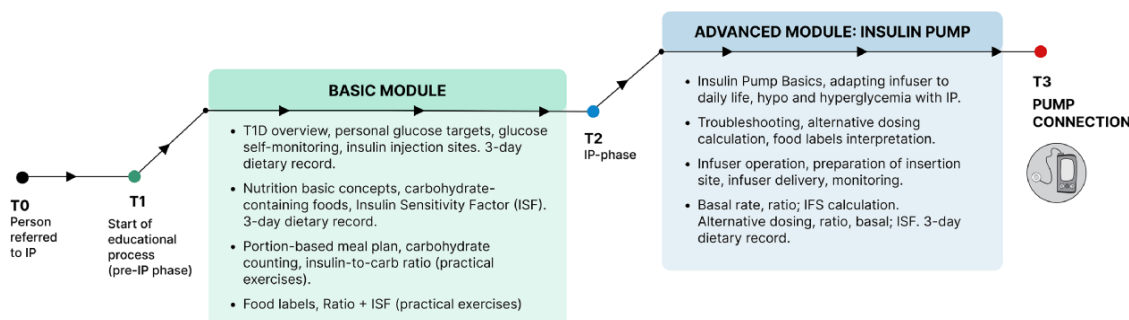 T0
Person
referred
to IP
T1
Start of
educational
process
(pre-IP phase)
BASIC MODULE
• T1D overview, personal glucose targets, glucose
self-monitoring, insulin injection sites. 3-day
dietary record.
• Nutrition basic concepts, carbohydrate-
containing foods, Insulin Sensitivity Factor (ISF).
3-day dietary record.
• Portion-based meal plan, carbohydrate
counting, insulin-to-carb ratio (practical
exercises).
• Food labels, Ratio + ISF (practical exercises)
T2
IP-phase
ADVANCED MODULE: INSULIN PUMP
• Insulin Pump Basics, adapting infuser to
daily life, hypo and hyperglycemia with IP.
• Troubleshooting, alternative dosing
calculation, food labels interpretation.
• Infuser operation, preparation of insertion
site, infuser delivery, monitoring.
• Basal rate, ratio; IFS calculation.
Alternative dosing, ratio, basal; ISF. 3-day
dietary record.
T3
PUMP
CONNECTION